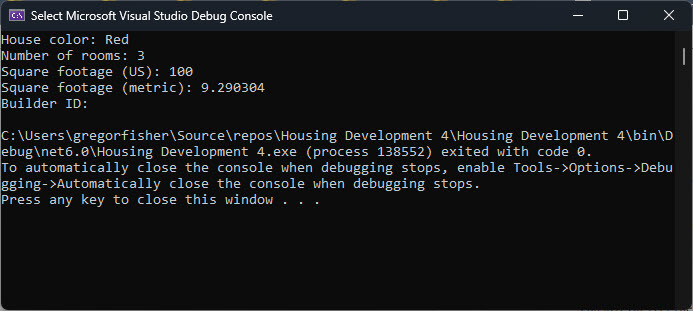 Select Microsoft Visual Studio Debug Console
House color: Red
Number of rooms: 3
Square footage (US): 100
Square footage (metric): 9.290304
Builder ID:
C:\Users\gregorfisher\Source\repos\Housing Development 4\Housing Development 4\bin\D
ebug\net6.0\Housing Development 4.exe (process 138552) exited with code 0.
To automatically close the console when debugging stops, enable Tools->Options->Debu
gging->Automatically close the console when debugging stops.
Press any key to close this window . . .